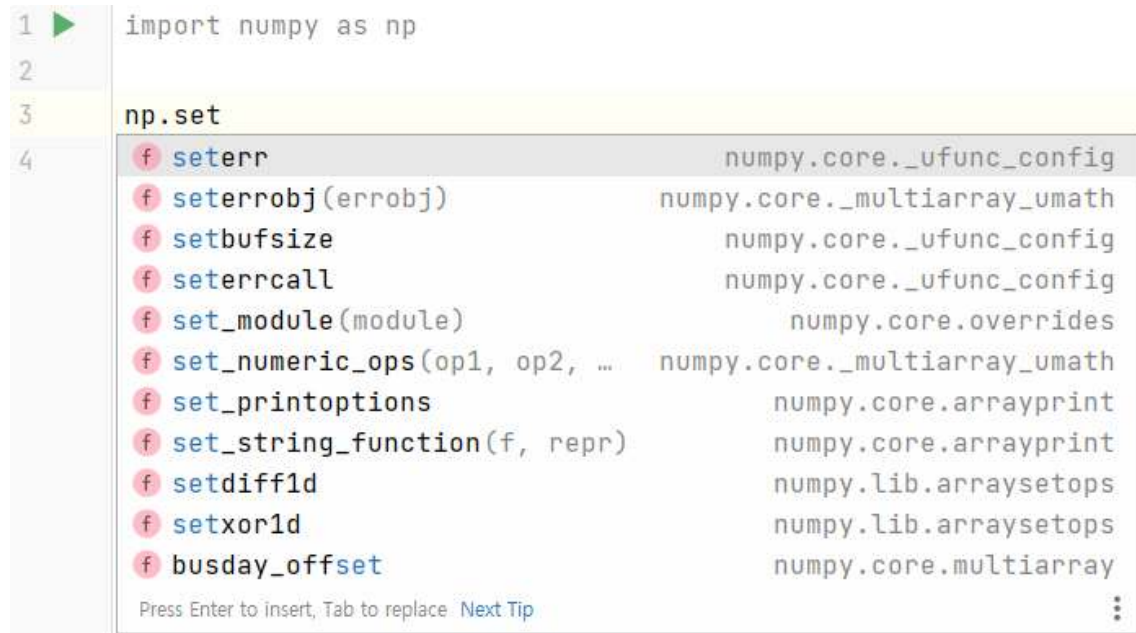 1 import numpy as np
2
3 np.set
4
f seterr numpy.core._ufunc_config
f seterrobj(errobj) numpy.core._multiarray_umath
f setbufsize numpy.core._ufunc_config
f seterrcall numpy.core._ufunc_config
f set_module(module) numpy.core.overrides
f set_numeric_ops(op1, op2, … numpy.core._multiarray_umath
f set_printoptions numpy.core.arrayprint
f set_string_function(f, repr) numpy.core.arrayprint
f setdiff1d numpy.lib.arraysetops
f setxor1d numpy.lib.arraysetops
f busday_offset numpy.core.multiarray
Press Enter to insert, Tab to replace Next Tip